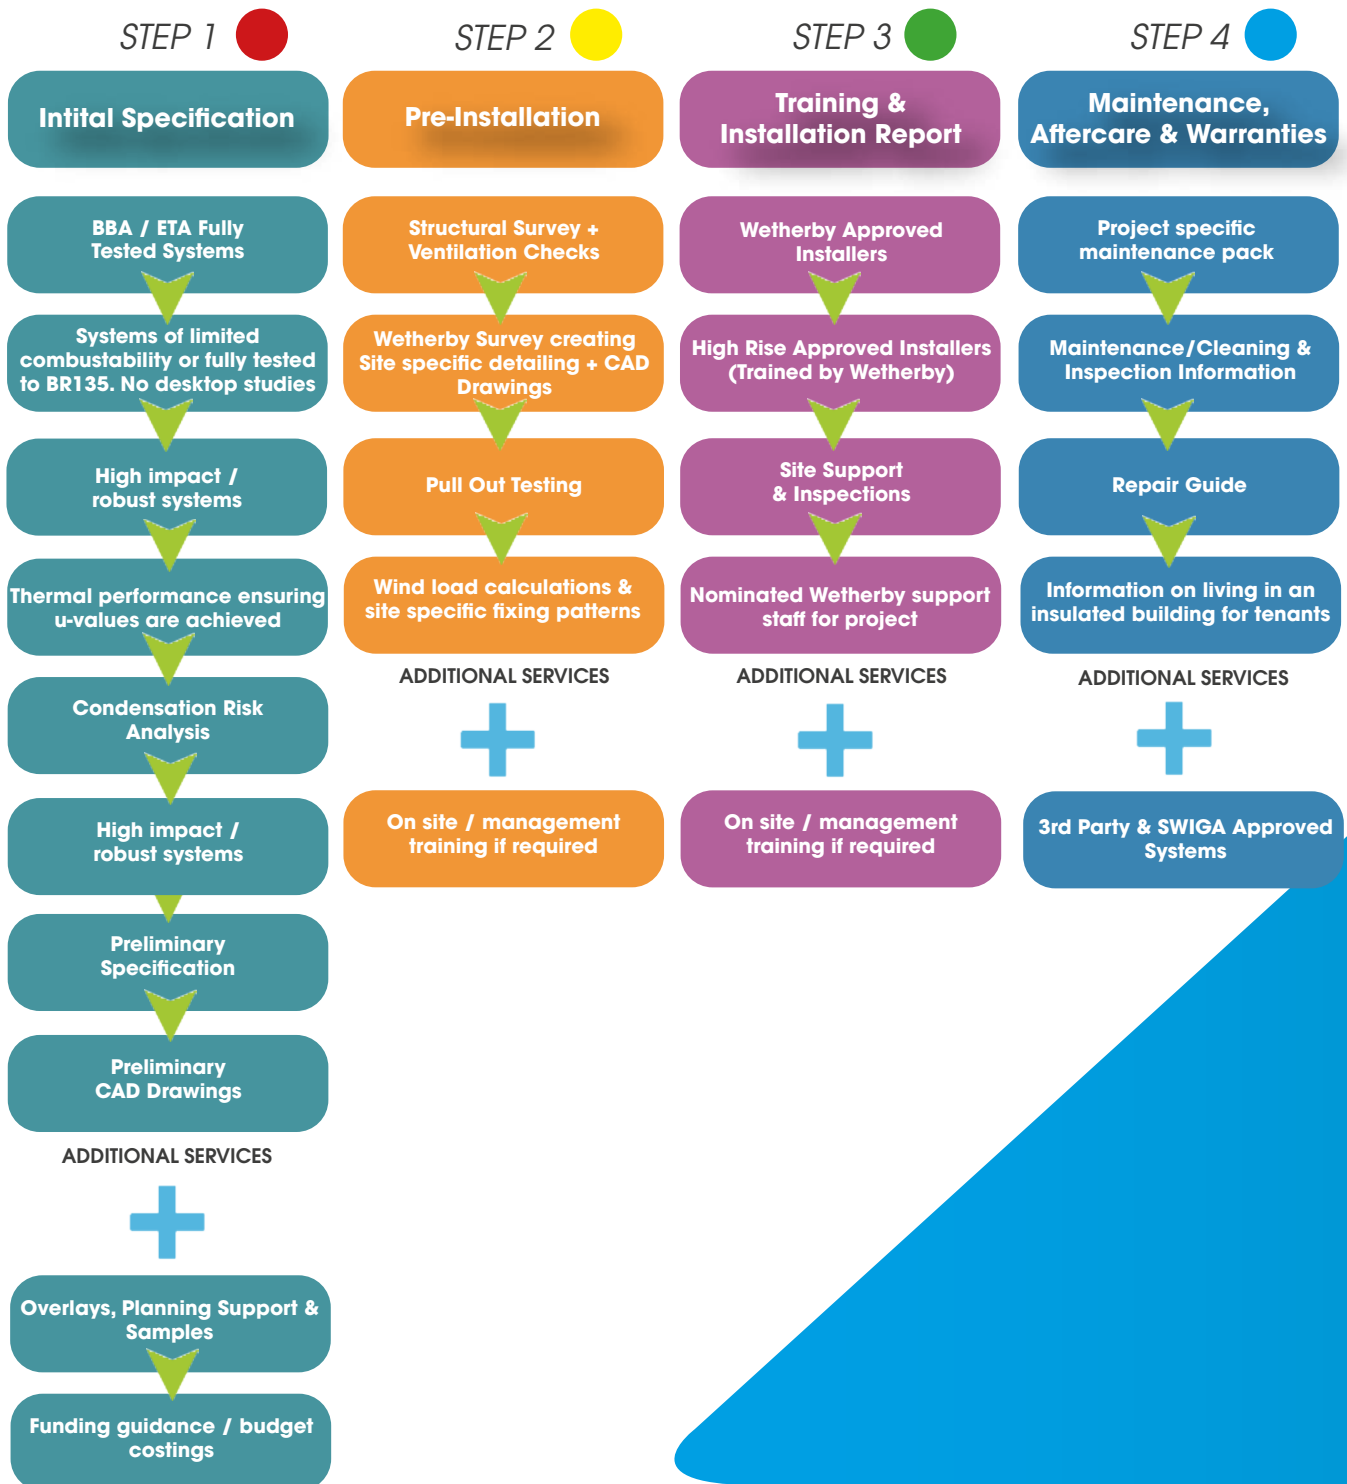 STEP 1
Intital Specification
BBA / ETA Fully
Tested Systems
Systems of limited
combustability or fully tested
to BR135. No desktop studies
High impact /
robust systems
Thermal performance ensuring
u-values are achieved
Condensation Risk
Analysis
High impact /
robust systems
Preliminary
Specification
Preliminary
CAD Drawings
ADDITIONAL SERVICES
Overlays, Planning Support &
Samples
Funding guidance / budget
costings
STEP 2
Pre-Installation
Structural Survey +
Ventilation Checks
Wetherby Survey creating
Site specific detailing + CAD
Drawings
Pull Out Testing
Wind load calculations &
site specific fixing patterns
ADDITIONAL SERVICES
On site / management
training if required
STEP 3
Training &
Installation Report
Wetherby Approved
Installers
High Rise Approved Installers
(Trained by Wetherby)
Site Support
& Inspections
Nominated Wetherby support
staff for project
ADDITIONAL SERVICES
On site / management
training if required
STEP 4
Maintenance,
Aftercare & Warranties
Project specific
maintenance pack
Maintenance/Cleaning &
Inspection Information
Repair Guide
Information on living in an
insulated building for tenants
ADDITIONAL SERVICES
3rd Party & SWIGA Approved
Systems